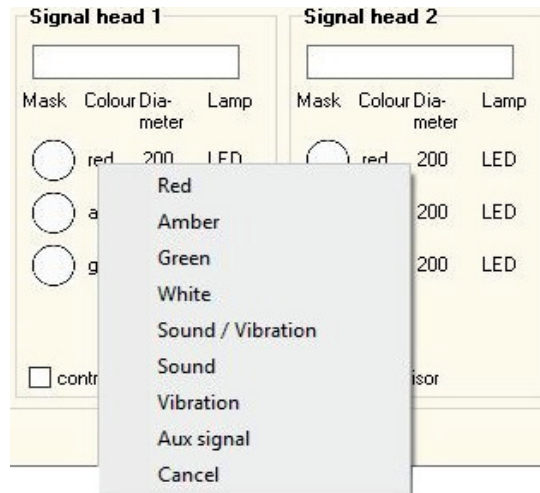 Signal head 1
Signal head 2
Mask Colour Dia-meter Lamp
Mask Colour Dia-meter Lamp
red 200 LED
red 200 LED
200 LED
200 LED
Red
Amber
Green
White
Sound / Vibration
Sound
Vibration
Aux signal
Cancel